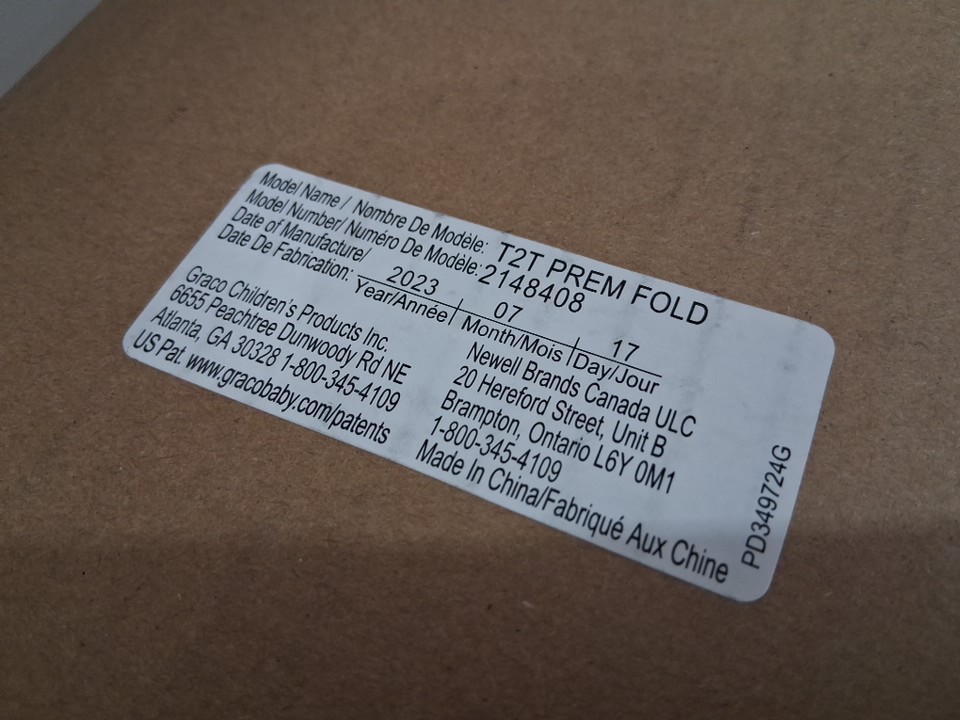 Model Name / Nombre De Modèle: T2T PREM FOLD
Model Number/ Numéro De Modèle: 2148408
Date of Manufacture/
Date De Fabrication: 2023 / 07 / 17
Year/Année Month/Mois Day/Jour
Graco Children's Products Inc.
6655 Peachtree Dunwoody Rd NE
Atlanta, GA 30328 1-800-345-4109
US Pat. www.gracobaby.com/patents
Newell Brands Canada ULC
20 Hereford Street, Unit B
Brampton, Ontario L6Y 0M1
1-800-345-4109
Made In China/Fabriqué Aux Chine
PD349724G